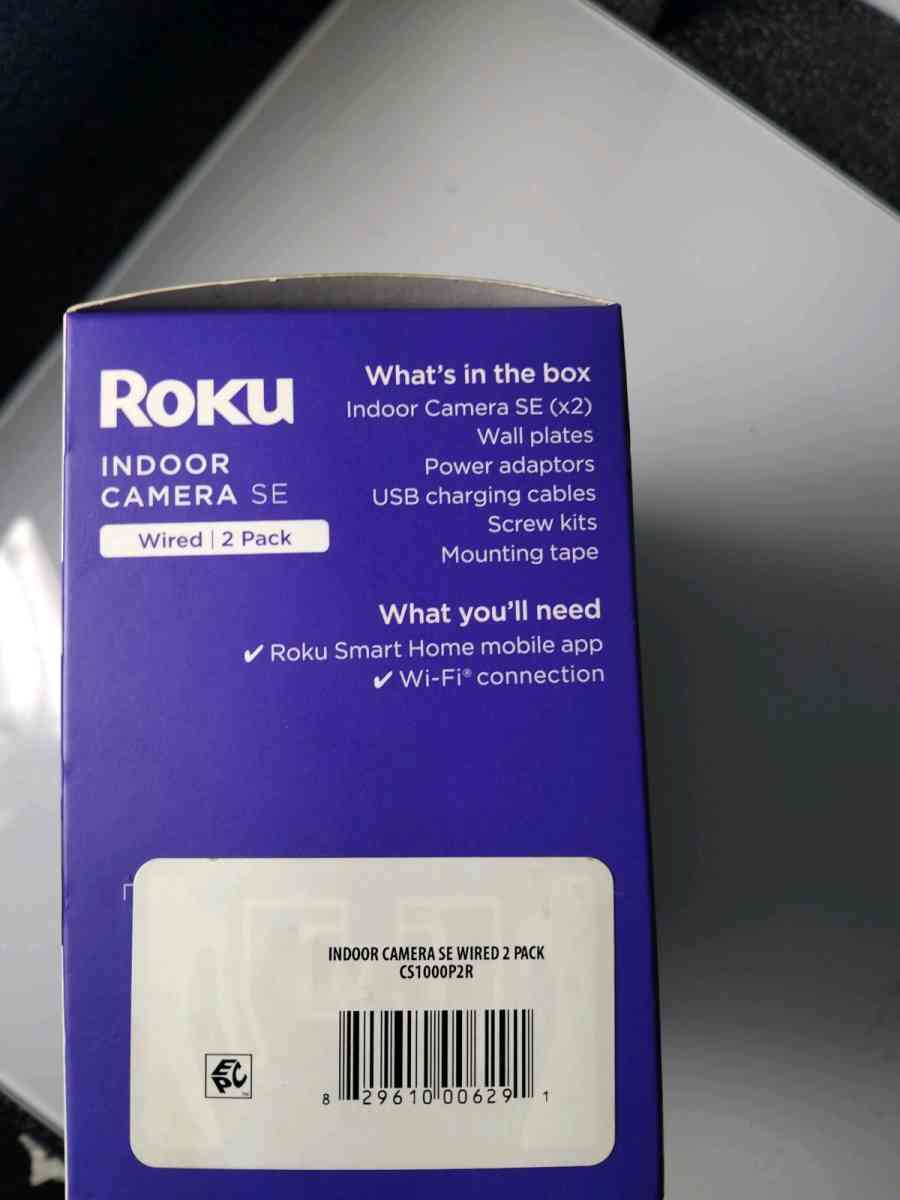 Roku
INDOOR
CAMERA SE
Wired | 2 Pack
What's in the box
Indoor Camera SE (x2)
Wall plates
Power adaptors
USB charging cables
Screw kits
Mounting tape
What you'll need
✔ Roku Smart Home mobile app
✔ Wi-Fi® connection
INDOOR CAMERA SE WIRED 2 PACK
CS1000P2R
EPC™
8 29610 00629 1